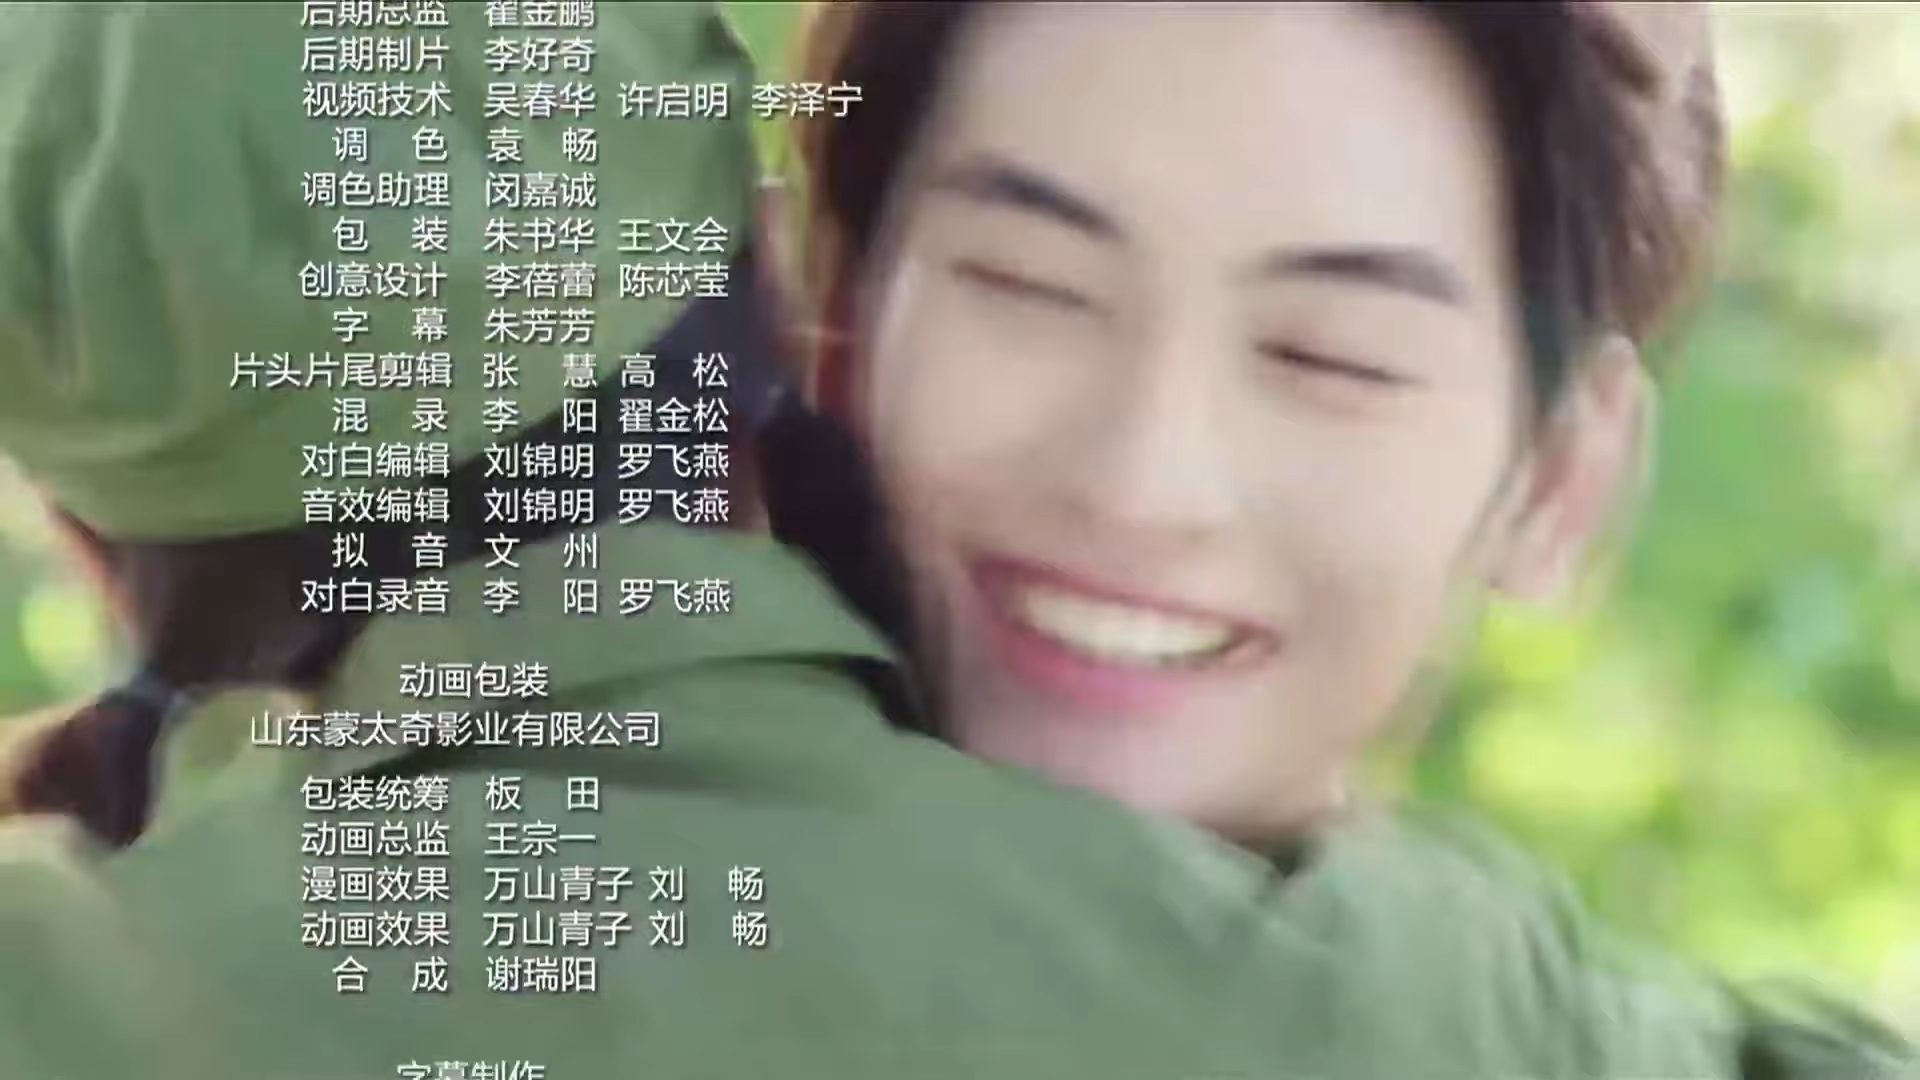 后期总监 翟金鹏
后期制片 李好奇
视频技术 吴春华 许启明 李泽宁
调 色 袁 畅
调色助理 闵嘉诚
包 装 朱书华 王文会
创意设计 李蓓蕾 陈芯莹
字 幕 朱芳芳
片头片尾剪辑 张 慧 高 松
混 录 李 阳 翟金松
对白编辑 刘锦明 罗飞燕
音效编辑 刘锦明 罗飞燕
拟 音 文 州
对白录音 李 阳 罗飞燕
动画包装
山东蒙太奇影业有限公司
包装统筹 板 田
动画总监 王宗一
漫画效果 万山青子 刘 畅
动画效果 万山青子 刘 畅
合 成 谢瑞阳
字幕制作